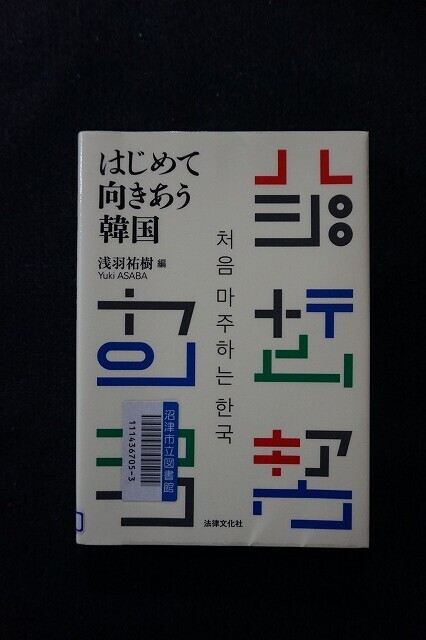 はじめて
向きあう
韓国
浅羽祐樹 編
Yuki ASABA
처음 마주하는 한국
沼津市立図書館
111436705-3
法律文化社